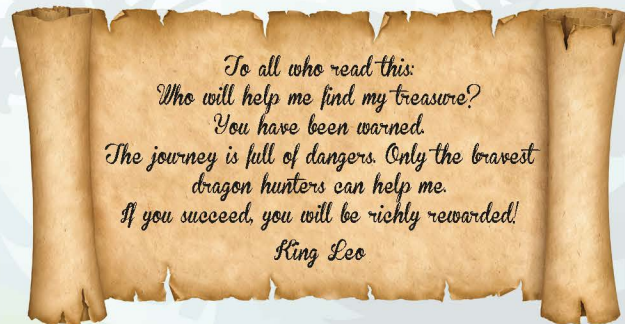 To all who read this:
Who will help me find my treasure?
You have been warned.
The journey is full of dangers. Only the bravest
dragon hunters can help me.
If you succeed, you will be richly rewarded!
King Leo